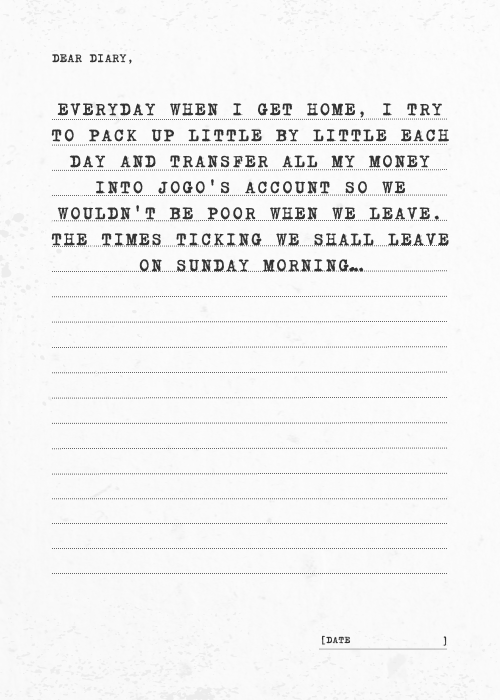 DEAR DIARY,
EVERYDAY WHEN I GET HOME, I TRY
TO PACK UP LITTLE BY LITTLE EACH
DAY AND TRANSFER ALL MY MONEY
INTO JOGO'S ACCOUNT SO WE
WOULDN'T BE POOR WHEN WE LEAVE.
THE TIMES TICKING WE SHALL LEAVE
ON SUNDAY MORNING…
[DATE ]